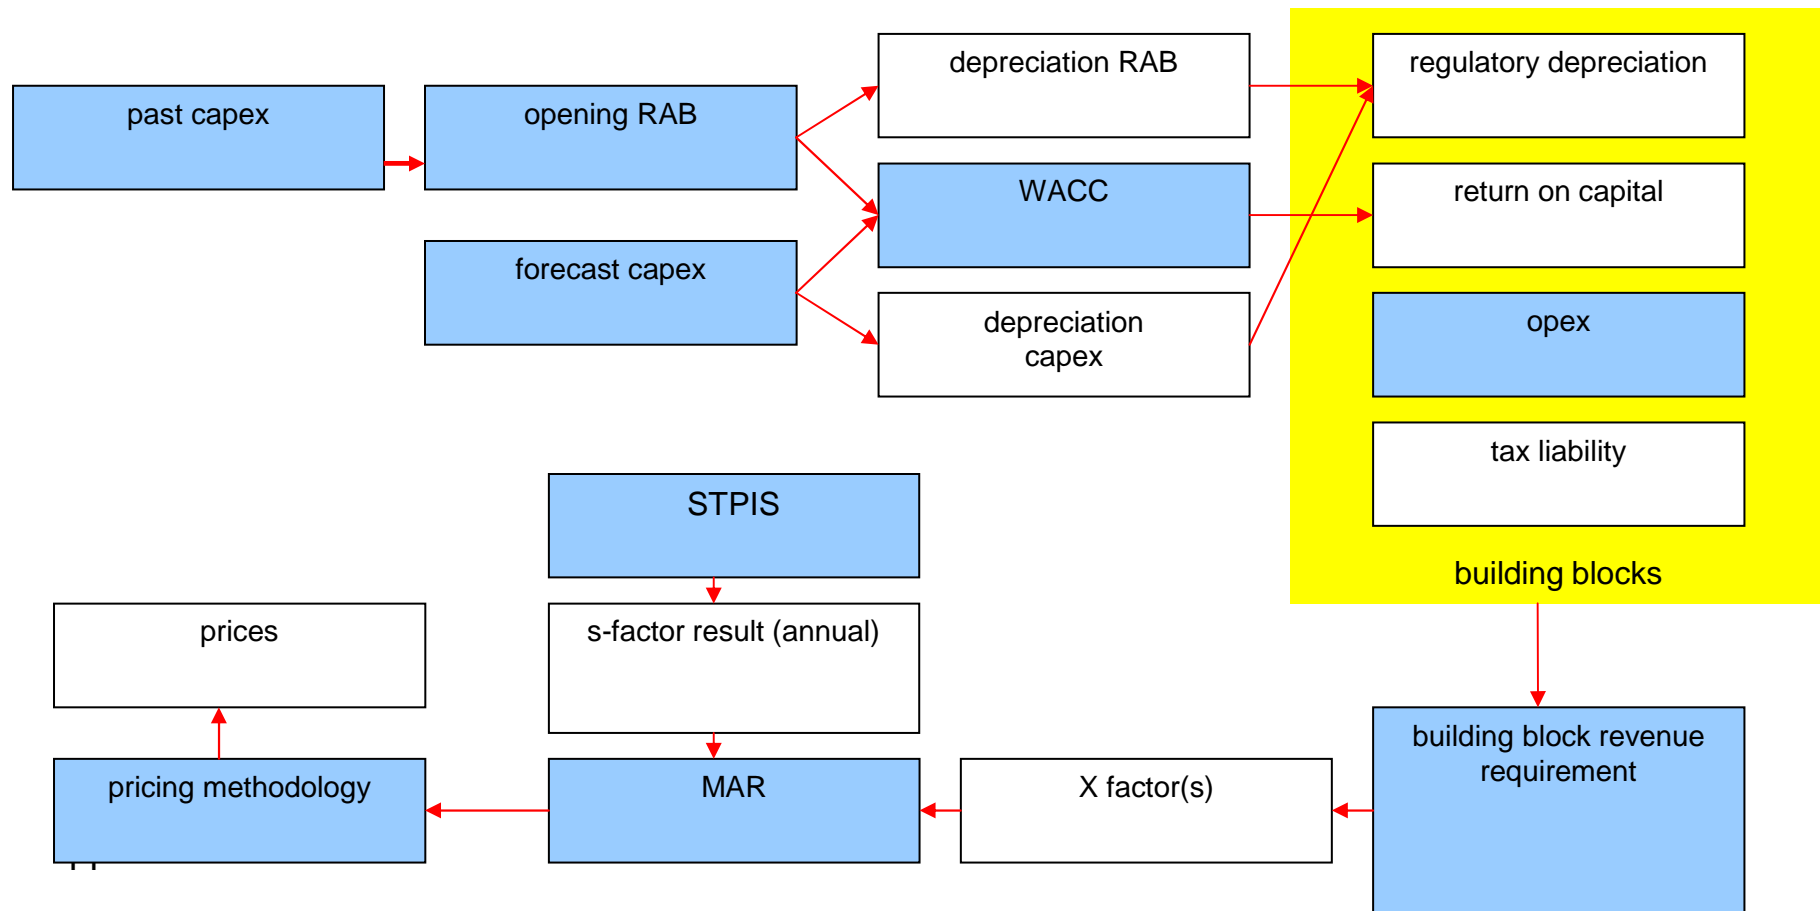 depreciation RAB
regulatory depreciation
past capex
opening RAB
WACC
return on capital
forecast capex
depreciation
capex
opex
tax liability
STPIS
building blocks
prices
s-factor result (annual)
building block revenue
requirement
pricing methodology
MAR
X factor(s)